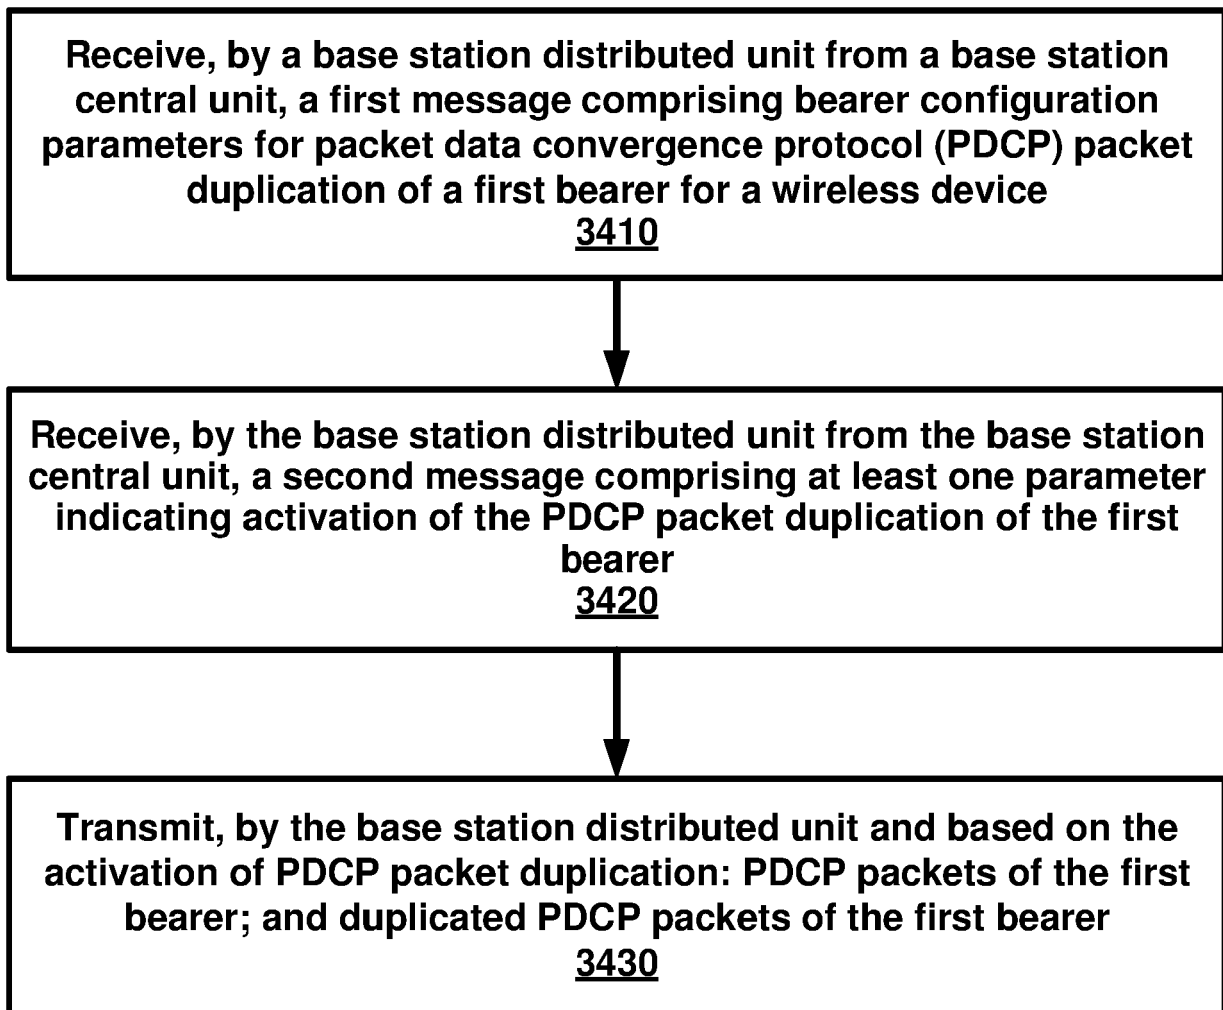 Receive, by a base station distributed unit from a base station
central unit, a first message comprising bearer configuration
parameters for packet data convergence protocol (PDCP) packet
duplication of a first bearer for a wireless device
3410
Receive, by the base station distributed unit from the base station
central unit, a second message comprising at least one parameter
indicating activation of the PDCP packet duplication of the first
bearer
3420
Transmit, by the base station distributed unit and based on the
activation of PDCP packet duplication: PDCP packets of the first
bearer; and duplicated PDCP packets of the first bearer
3430